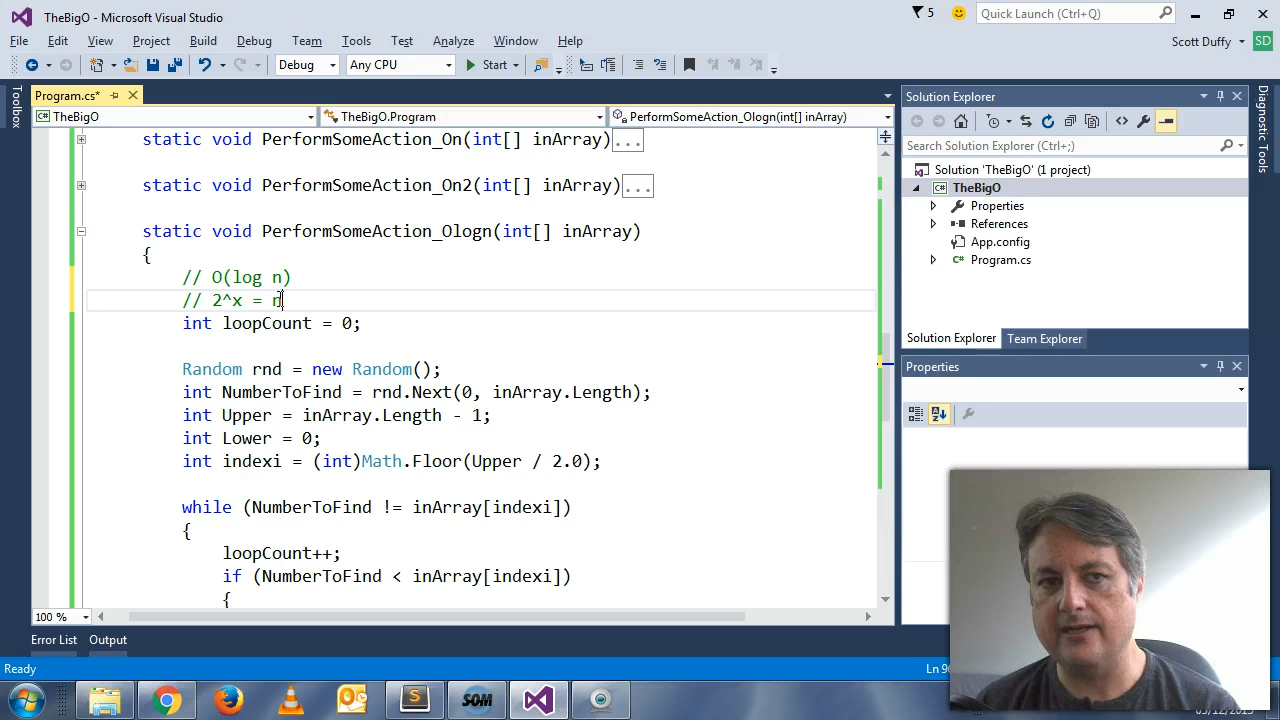 TheBigO - Microsoft Visual Studio
5
Quick Launch (Ctrl+Q)
File Edit View Project Build Debug Team Tools Test Analyze Window Help
Scott Duffy
SD
Debug
Any CPU
Start
Toolbox
Program.cs*
TheBigO
TheBigO.Program
PerformSomeAction_Ologn(int[] inArray)
static void PerformSomeAction_On(int[] inArray)...
static void PerformSomeAction_On2(int[] inArray)...
static void PerformSomeAction_Ologn(int[] inArray)
{
// O(log n)
// 2^x = n
int loopCount = 0;
Random rnd = new Random();
int NumberToFind = rnd.Next(0, inArray.Length);
int Upper = inArray.Length - 1;
int Lower = 0;
int indexi = (int)Math.Floor(Upper / 2.0);
while (NumberToFind != inArray[indexi])
{
loopCount++;
if (NumberToFind < inArray[indexi])
{
100 %
Solution Explorer
Search Solution Explorer (Ctrl+;)
Solution 'TheBigO' (1 project)
TheBigO
Properties
References
App.config
Program.cs
Solution Explorer Team Explorer
Properties
Diagnostic Tools
Error List Output
Ready
SOM